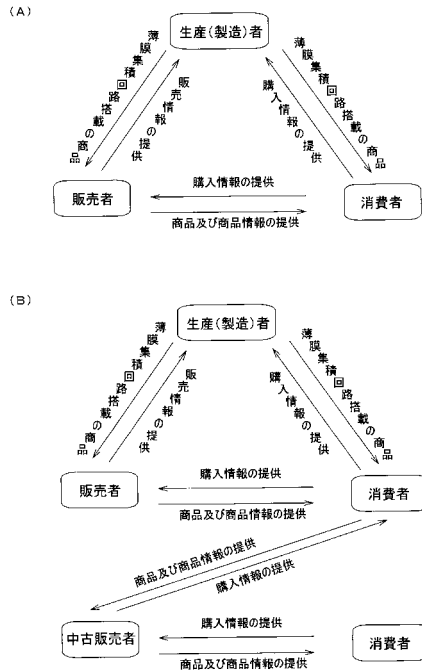 (A)
生産(製造)者
薄膜集積回路搭載の商品
販売情報の提供
購入情報の提供
薄膜集積回路搭載の商品
購入情報の提供
販売者
消費者
商品及び商品情報の提供
(B)
生産(製造)者
薄膜集積回路搭載の商品
販売情報の提供
購入情報の提供
薄膜集積回路搭載の商品
購入情報の提供
販売者
消費者
商品及び商品情報の提供
商品及び商品情報の提供
購入情報の提供
中古販売者
購入情報の提供
消費者
商品及び商品情報の提供